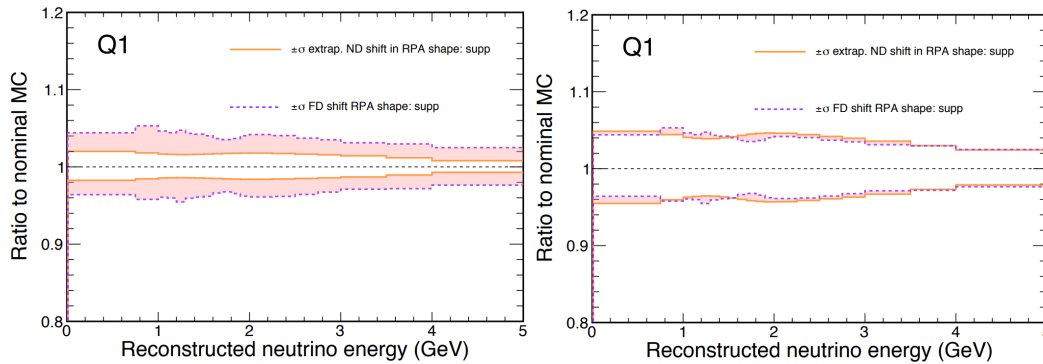 Q1
±σ extrap. ND shift in RPA shape: supp
±σ FD shift RPA shape: supp
Ratio to nominal MC
1.2
1.1
1
0.9
0.8
0 1 2 3 4 5
Reconstructed neutrino energy (GeV)
Q1
±σ extrap. ND shift in RPA shape: supp
±σ FD shift RPA shape: supp
Ratio to nominal MC
1.2
1.1
1
0.9
0.8
0 1 2 3 4
Reconstructed neutrino energy (GeV)